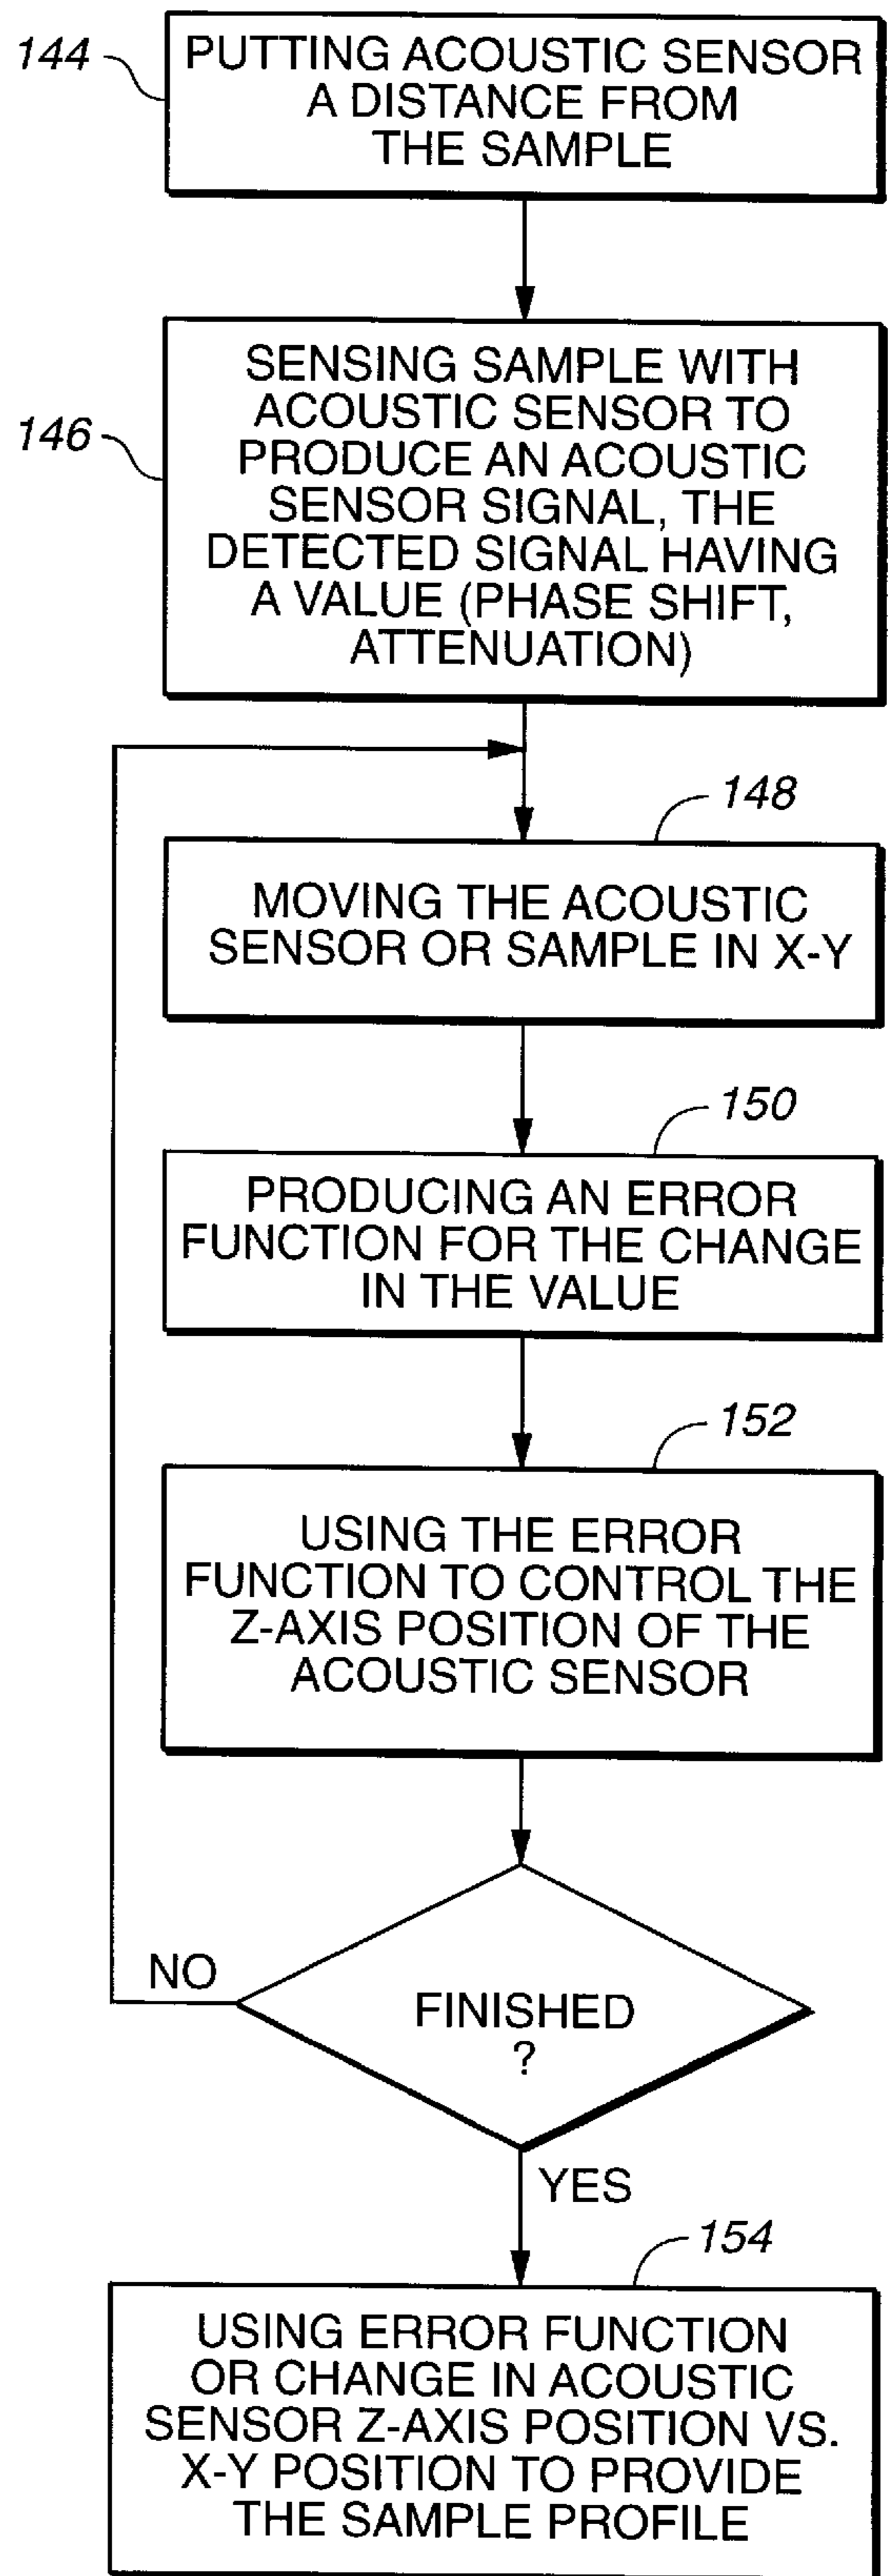 144
PUTTING ACOUSTIC SENSOR
A DISTANCE FROM
THE SAMPLE
146
SENSING SAMPLE WITH
ACOUSTIC SENSOR TO
PRODUCE AN ACOUSTIC
SENSOR SIGNAL, THE
DETECTED SIGNAL HAVING
A VALUE (PHASE SHIFT,
ATTENUATION)
148
MOVING THE ACOUSTIC
SENSOR OR SAMPLE IN X-Y
150
PRODUCING AN ERROR
FUNCTION FOR THE CHANGE
IN THE VALUE
152
USING THE ERROR
FUNCTION TO CONTROL THE
Z-AXIS POSITION OF THE
ACOUSTIC SENSOR
NO
FINISHED
?
YES
154
USING ERROR FUNCTION
OR CHANGE IN ACOUSTIC
SENSOR Z-AXIS POSITION VS.
X-Y POSITION TO PROVIDE
THE SAMPLE PROFILE